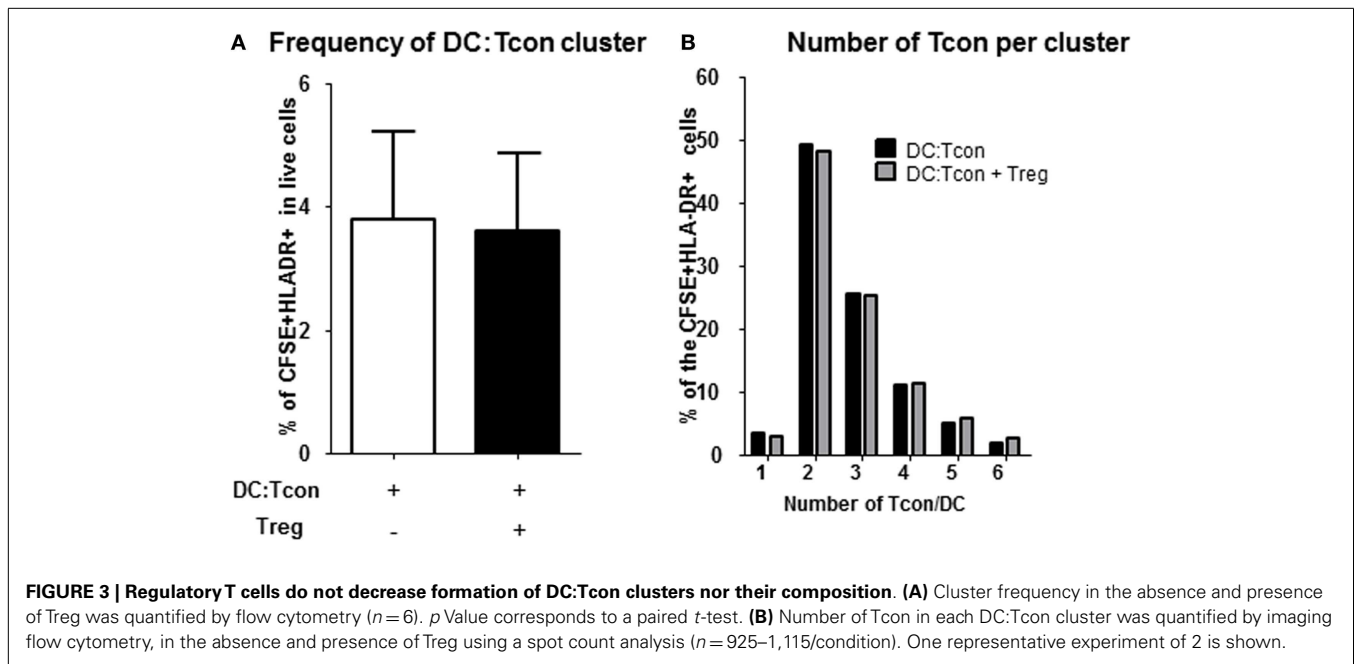 A Frequency of DC:Tcon cluster
% of CFSE+HLADR+ in live cells
6
4
2
0
DC:Tcon + +
Treg - +
B Number of Tcon per cluster
% of the CFSE+HLA-DR+ cells
60
50
40
30
20
10
0
DC:Tcon
DC:Tcon + Treg
1 2 3 4 5 6
Number of Tcon/DC
FIGURE 3 | Regulatory T cells do not decrease formation of DC:Tcon clusters nor their composition. (A) Cluster frequency in the absence and presence
of Treg was quantified by flow cytometry (n = 6). p Value corresponds to a paired t-test. (B) Number of Tcon in each DC:Tcon cluster was quantified by imaging
flow cytometry, in the absence and presence of Treg using a spot count analysis (n = 925–1,115/condition). One representative experiment of 2 is shown.